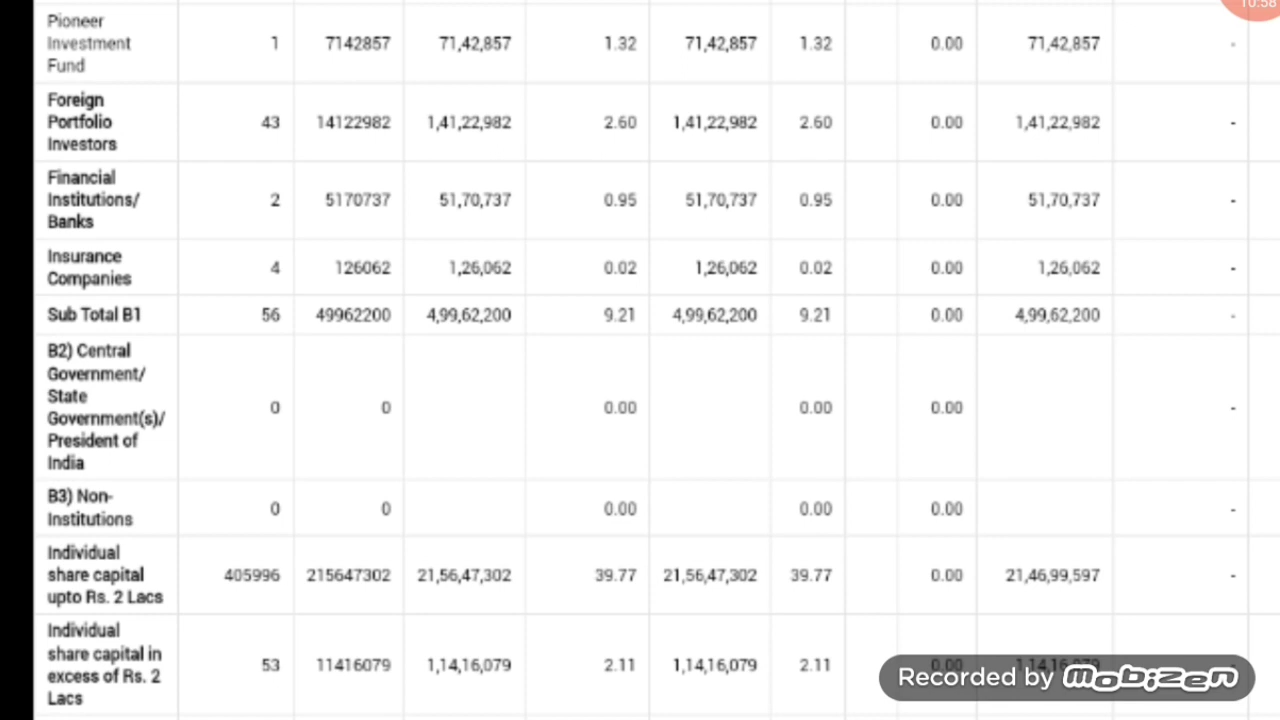 10:58
Pioneer
Investment
Fund
1 7142857 71,42,857 1.32 71,42,857 1.32 0.00 71,42,857 -
Foreign
Portfolio
Investors
43 14122982 1,41,22,982 2.60 1,41,22,982 2.60 0.00 1,41,22,982 -
Financial
Institutions/
Banks
2 5170737 51,70,737 0.95 51,70,737 0.95 0.00 51,70,737 -
Insurance
Companies
4 126062 1,26,062 0.02 1,26,062 0.02 0.00 1,26,062 -
Sub Total B1 56 49962200 4,99,62,200 9.21 4,99,62,200 9.21 0.00 4,99,62,200 -
B2) Central
Government/
State
Government(s)/
President of
India
0 0 0.00 0.00 0.00 -
B3) Non-
Institutions
0 0 0.00 0.00 0.00 -
Individual
share capital
upto Rs. 2 Lacs
405996 215647302 21,56,47,302 39.77 21,56,47,302 39.77 0.00 21,46,99,597 -
Individual
share capital in
excess of Rs. 2
Lacs
53 11416079 1,14,16,079 2.11 1,14,16,079 2.11 0.00 1,14,16,079 -
Recorded by mobizen